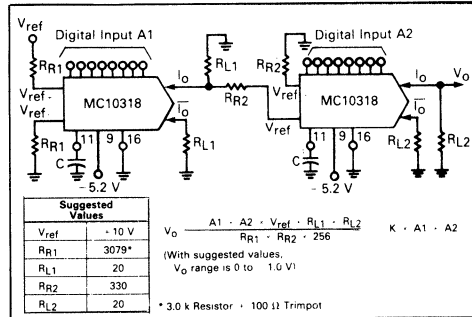 Vref
Digital Input A1
Digital Input A2
RR1
RL1
RR2
IO
VO
Vref
Vref
MC10318
IO
IO
RR2
Vref
Vref
MC10318
IO
RR1
RL1
RL2
RL2
11 9 16
11 9 16
C
C
- 5.2 V
- 5.2 V
Suggested Values
Vref 10 V
RR1 3079*
RL1 20
RR2 330
RL2 20
VO
A1 · A2 · Vref · RL1 · RL2
RR1 · RR2 · 256
K · A1 · A2
(With suggested values,
VO range is 0 to 1.0 V)
* 3.0 k Resistor + 100 Ω Trimpot